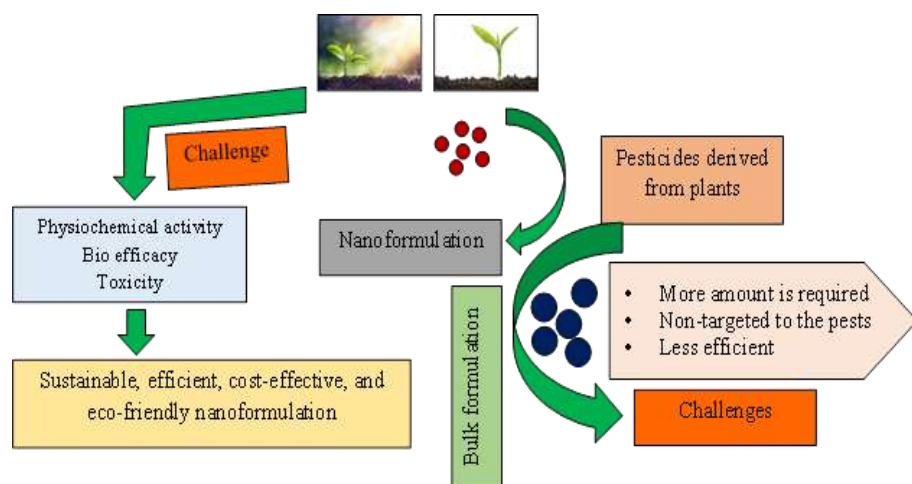 Challenge
Physiochemical activity
Bio efficacy
Toxicity
Sustainable, efficient, cost-effective, and
eco-friendly nanoformulation
Nanoformulation
Bulk formulation
Pesticides derived
from plants
• More amount is required
• Non-targeted to the pests
• Less efficient
Challenges